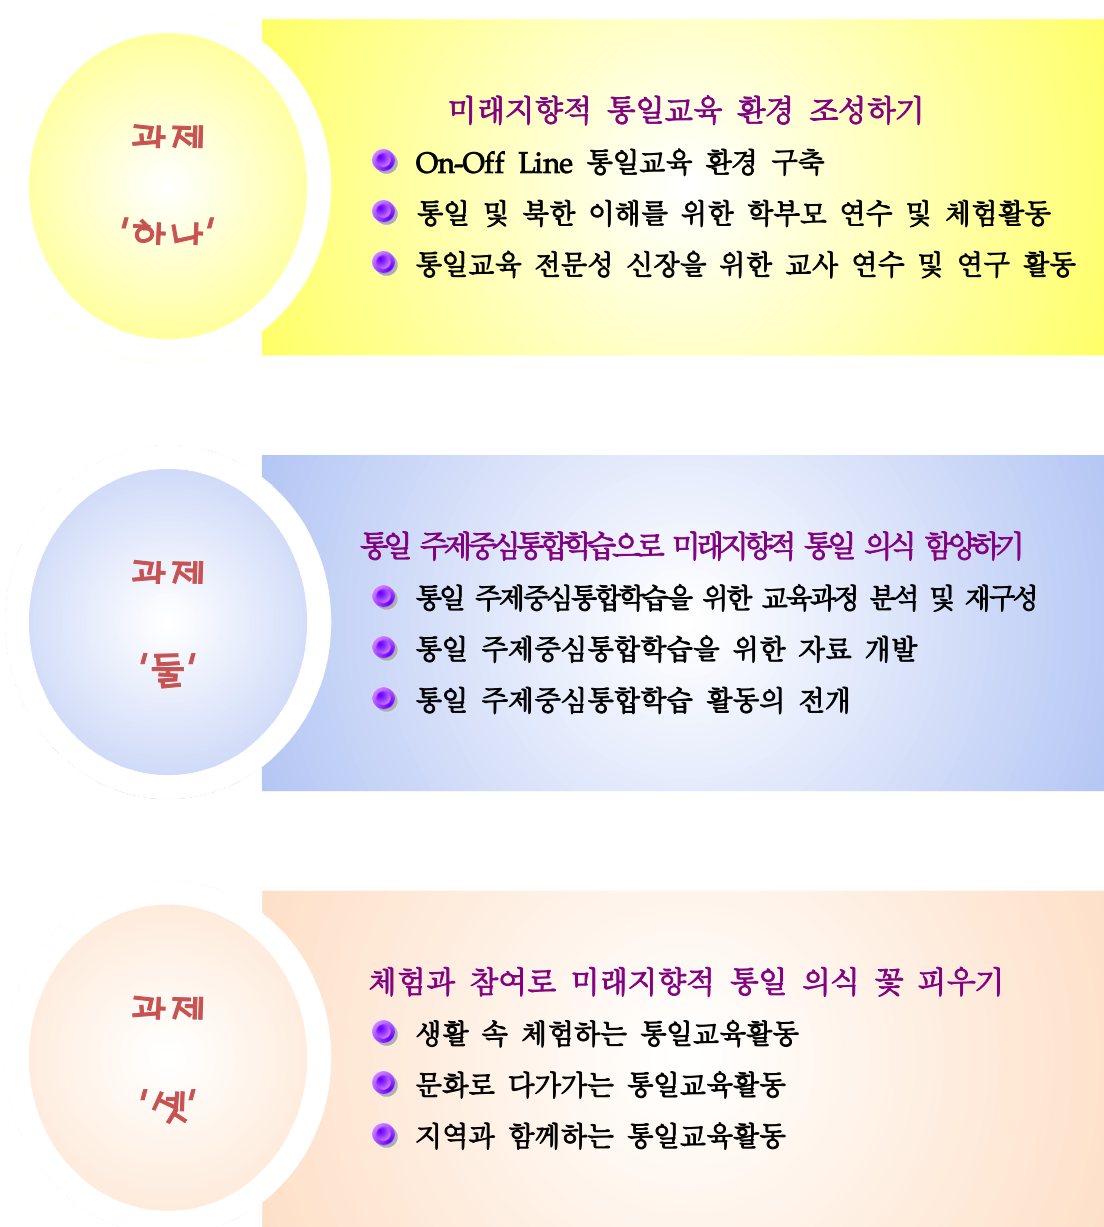 과제
'하나'
미래지향적 통일교육 환경 조성하기
On-Off Line 통일교육 환경 구축
통일 및 북한 이해를 위한 학부모 연수 및 체험활동
통일교육 전문성 신장을 위한 교사 연수 및 연구 활동
과제
'둘'
통일 주제중심통합학습으로 미래지향적 통일 의식 함양하기
통일 주제중심통합학습을 위한 교육과정 분석 및 재구성
통일 주제중심통합학습을 위한 자료 개발
통일 주제중심통합학습 활동의 전개
과제
'셋'
체험과 참여로 미래지향적 통일 의식 꽃 피우기
생활 속 체험하는 통일교육활동
문화로 다가가는 통일교육활동
지역과 함께하는 통일교육활동